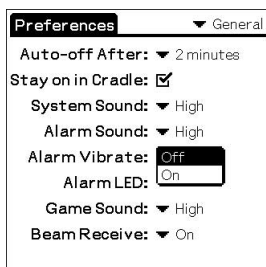 Preferences ▼ General
Auto-off After: ▼ 2 minutes
Stay on in Cradle: ☑
System Sound: ▼ High
Alarm Sound: ▼ High
Alarm Vibrate: Off
Alarm LED: On
Game Sound: ▼ High
Beam Receive: ▼ On